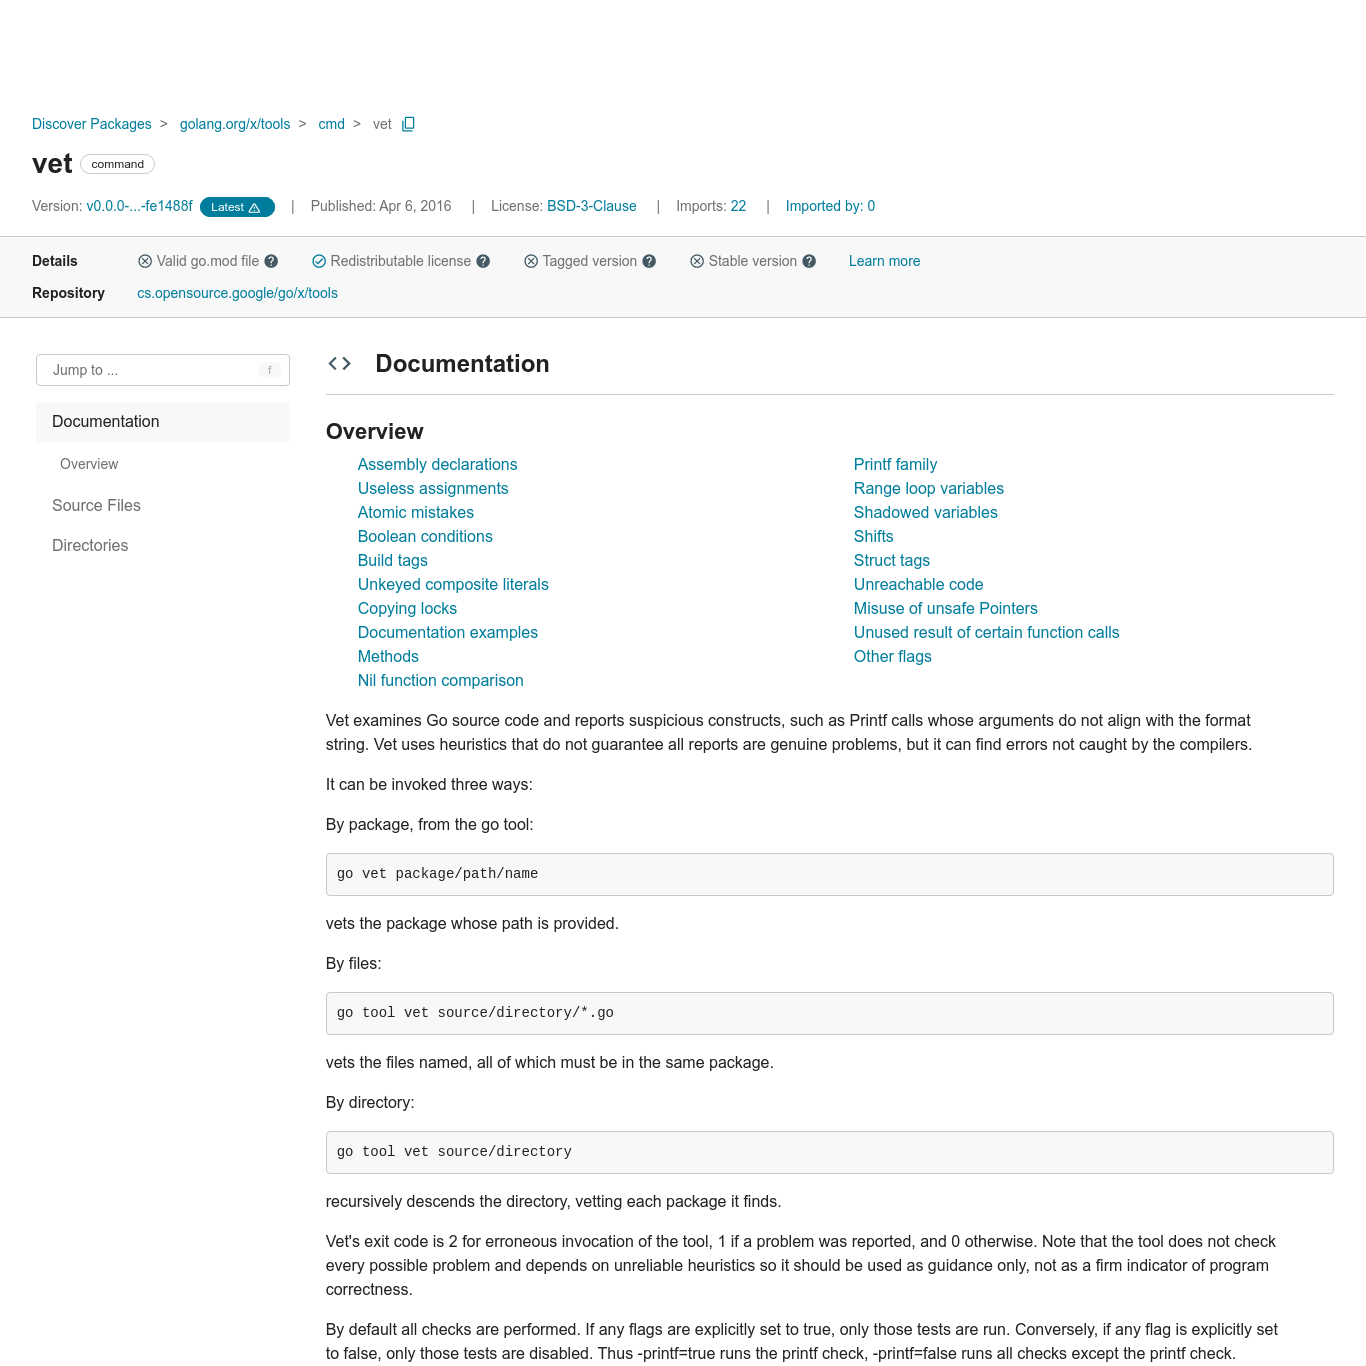 Discover Packages > golang.org/x/tools > cmd > vet
vet command
Version: v0.0.0-...-fe1488f Latest | Published: Apr 6, 2016 | License: BSD-3-Clause | Imports: 22 | Imported by: 0
Details Valid go.mod file ? Redistributable license ? Tagged version ? Stable version ? Learn more
Repository cs.opensource.google/go/x/tools
Jump to ... f
Documentation
Overview
Source Files
Directories
Documentation
Overview
Assembly declarations
Useless assignments
Atomic mistakes
Boolean conditions
Build tags
Unkeyed composite literals
Copying locks
Documentation examples
Methods
Nil function comparison
Printf family
Range loop variables
Shadowed variables
Shifts
Struct tags
Unreachable code
Misuse of unsafe Pointers
Unused result of certain function calls
Other flags
Vet examines Go source code and reports suspicious constructs, such as Printf calls whose arguments do not align with the format
string. Vet uses heuristics that do not guarantee all reports are genuine problems, but it can find errors not caught by the compilers.
It can be invoked three ways:
By package, from the go tool:
go vet package/path/name
vets the package whose path is provided.
By files:
go tool vet source/directory/*.go
vets the files named, all of which must be in the same package.
By directory:
go tool vet source/directory
recursively descends the directory, vetting each package it finds.
Vet's exit code is 2 for erroneous invocation of the tool, 1 if a problem was reported, and 0 otherwise. Note that the tool does not check
every possible problem and depends on unreliable heuristics so it should be used as guidance only, not as a firm indicator of program
correctness.
By default all checks are performed. If any flags are explicitly set to true, only those tests are run. Conversely, if any flag is explicitly set
to false, only those tests are disabled. Thus -printf=true runs the printf check, -printf=false runs all checks except the printf check.